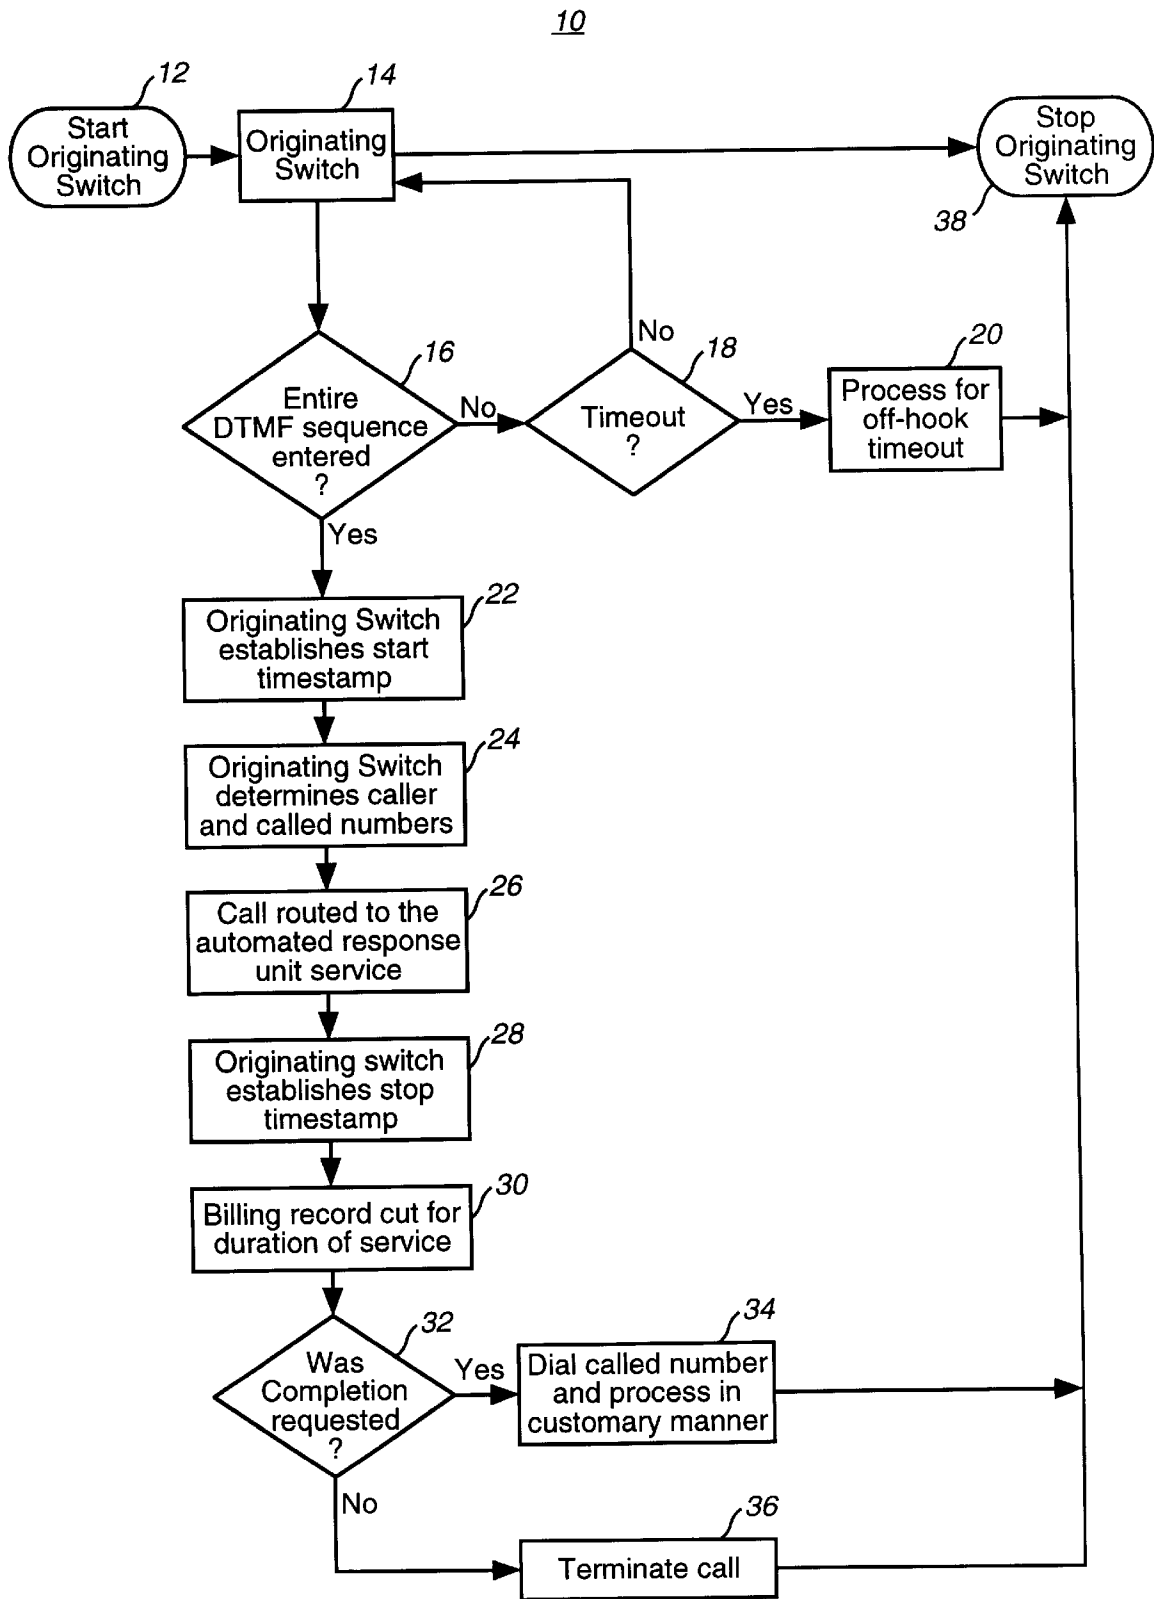 10
12
Start
Originating
Switch
14
Originating
Switch
Stop
Originating
Switch
38
16
Entire
DTMF sequence
entered
?
No
18
No
Timeout
?
Yes
20
Process for
off-hook
timeout
Yes
22
Originating Switch
establishes start
timestamp
24
Originating Switch
determines caller
and called numbers
26
Call routed to the
automated response
unit service
28
Originating switch
establishes stop
timestamp
30
Billing record cut for
duration of service
32
Was
Completion
requested
?
Yes
34
Dial called number
and process in
customary manner
No
36
Terminate call